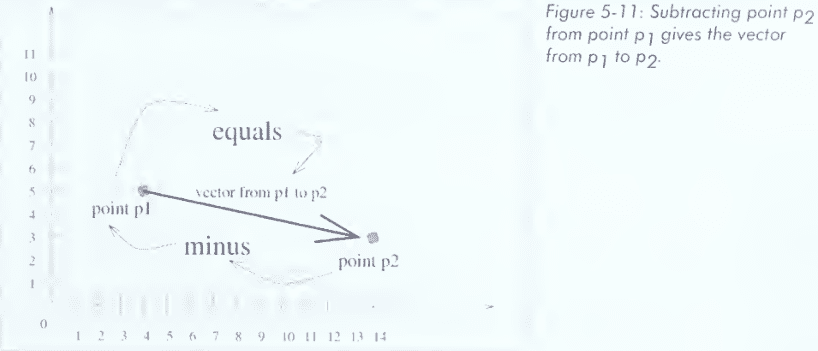 Figure 5-11: Subtracting point p2
from point p1 gives the vector
from p1 to p2.
11
10
9
8
equals
7
6
5
vector from p1 to p2
point p1
4
3
minus
2
point p2
1
0
1 2 3 4 5 6 7 8 9 10 11 12 13 14